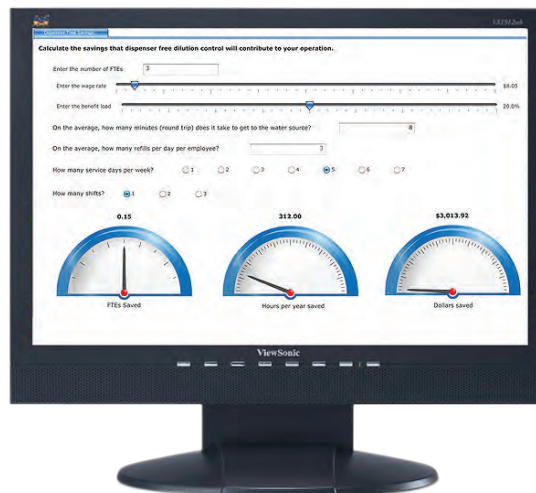 VX1912wb
Dispenser Free Savings
Calculate the savings that dispenser free dilution control will contribute to your operation.
Enter the number of FTEs 3
Enter the wage rate $8.05
Enter the benefit load 20.0%
On the average, how many minutes (round trip) does it take to get to the water source? 8
On the average, how many refills per day per employee? 3
How many service days per week? 1 2 3 4 5 6 7
How many shifts? 1 2 3
0.15 312.00 $3,013.92
FTEs Saved Hours per year saved Dollars saved
ViewSonic